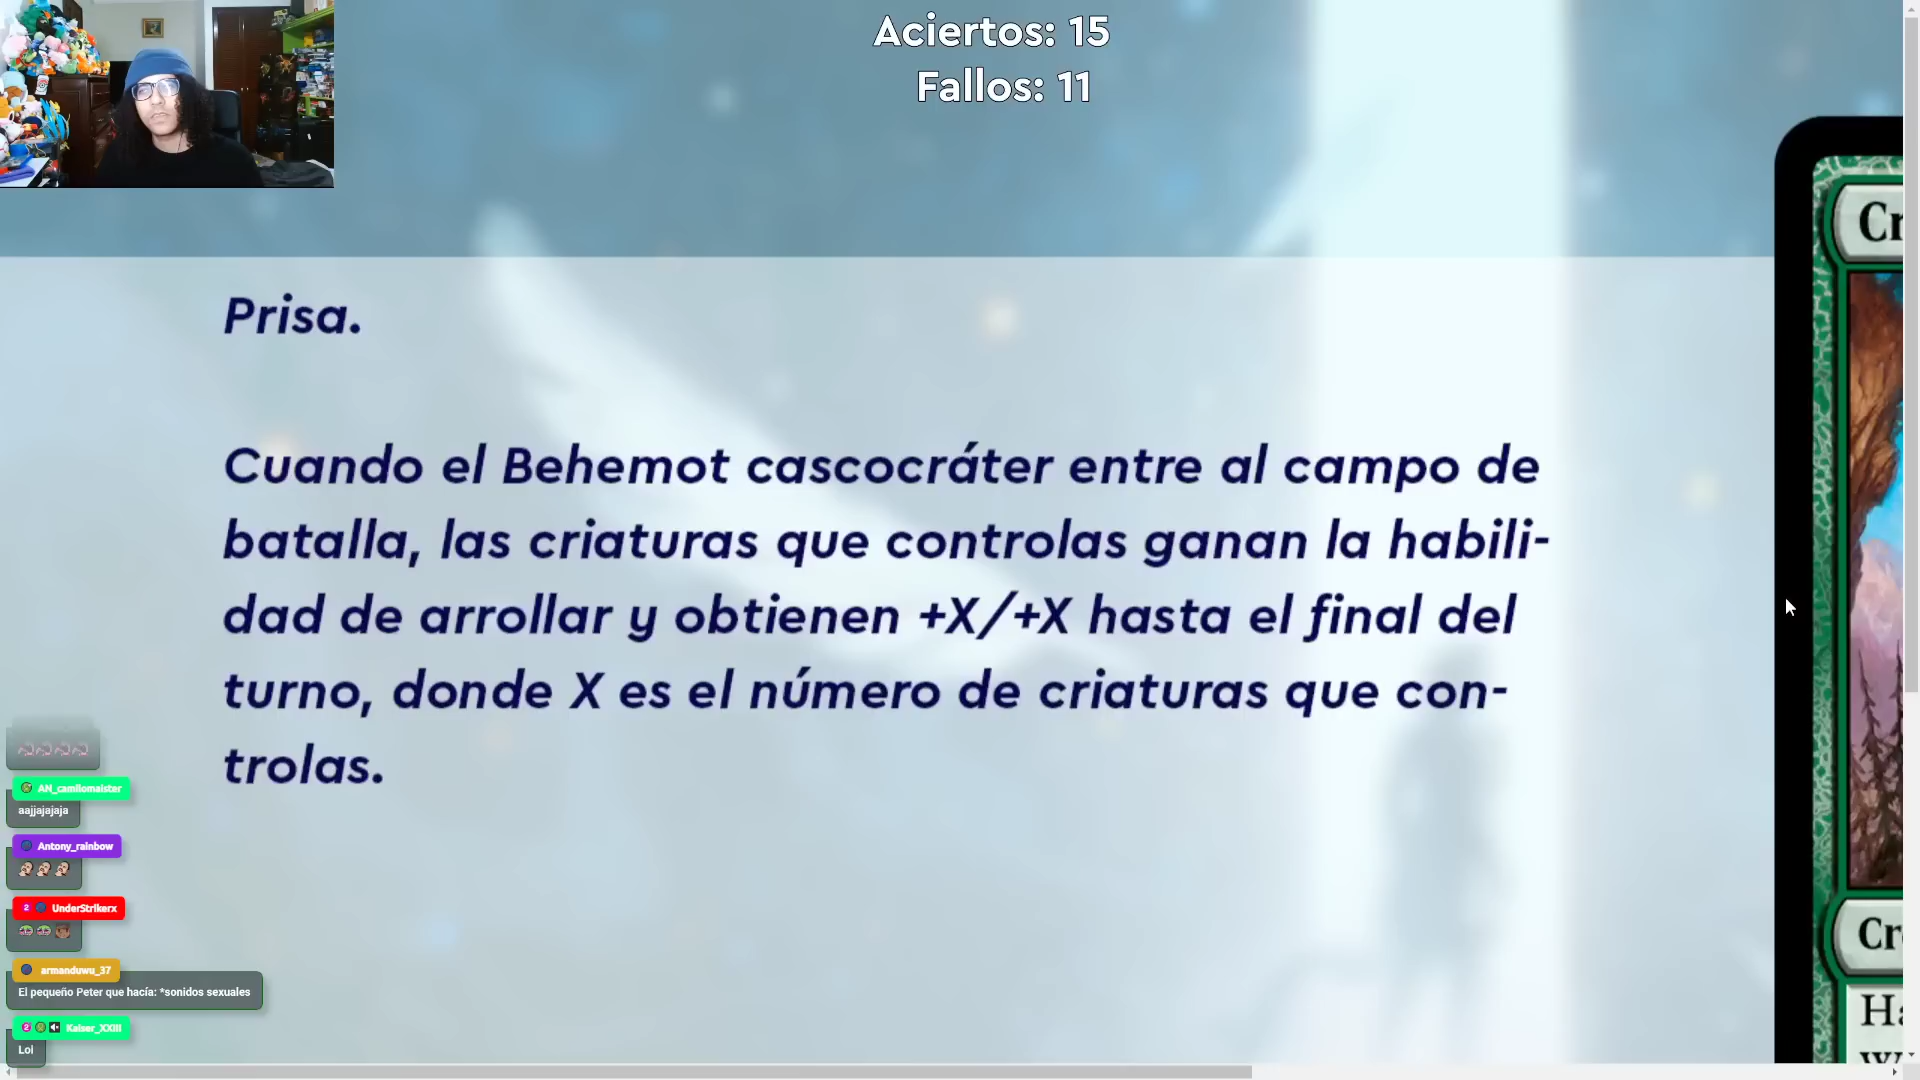 Aciertos: 15
Fallos: 11
Cr
Prisa.
Cuando el Behemot cascocráter entre al campo de
batalla, las criaturas que controlas ganan la habili-
dad de arrollar y obtienen +X/+X hasta el final del
turno, donde X es el número de criaturas que con-
trolas.
AN_camilomaister
aajjajajaja
Antony_rainbow
2 UnderStrikerx
armanduwu_37
El pequeño Peter que hacía: *sonidos sexuales
2 Kaiser_XXIII
Lol
Cr
Ha